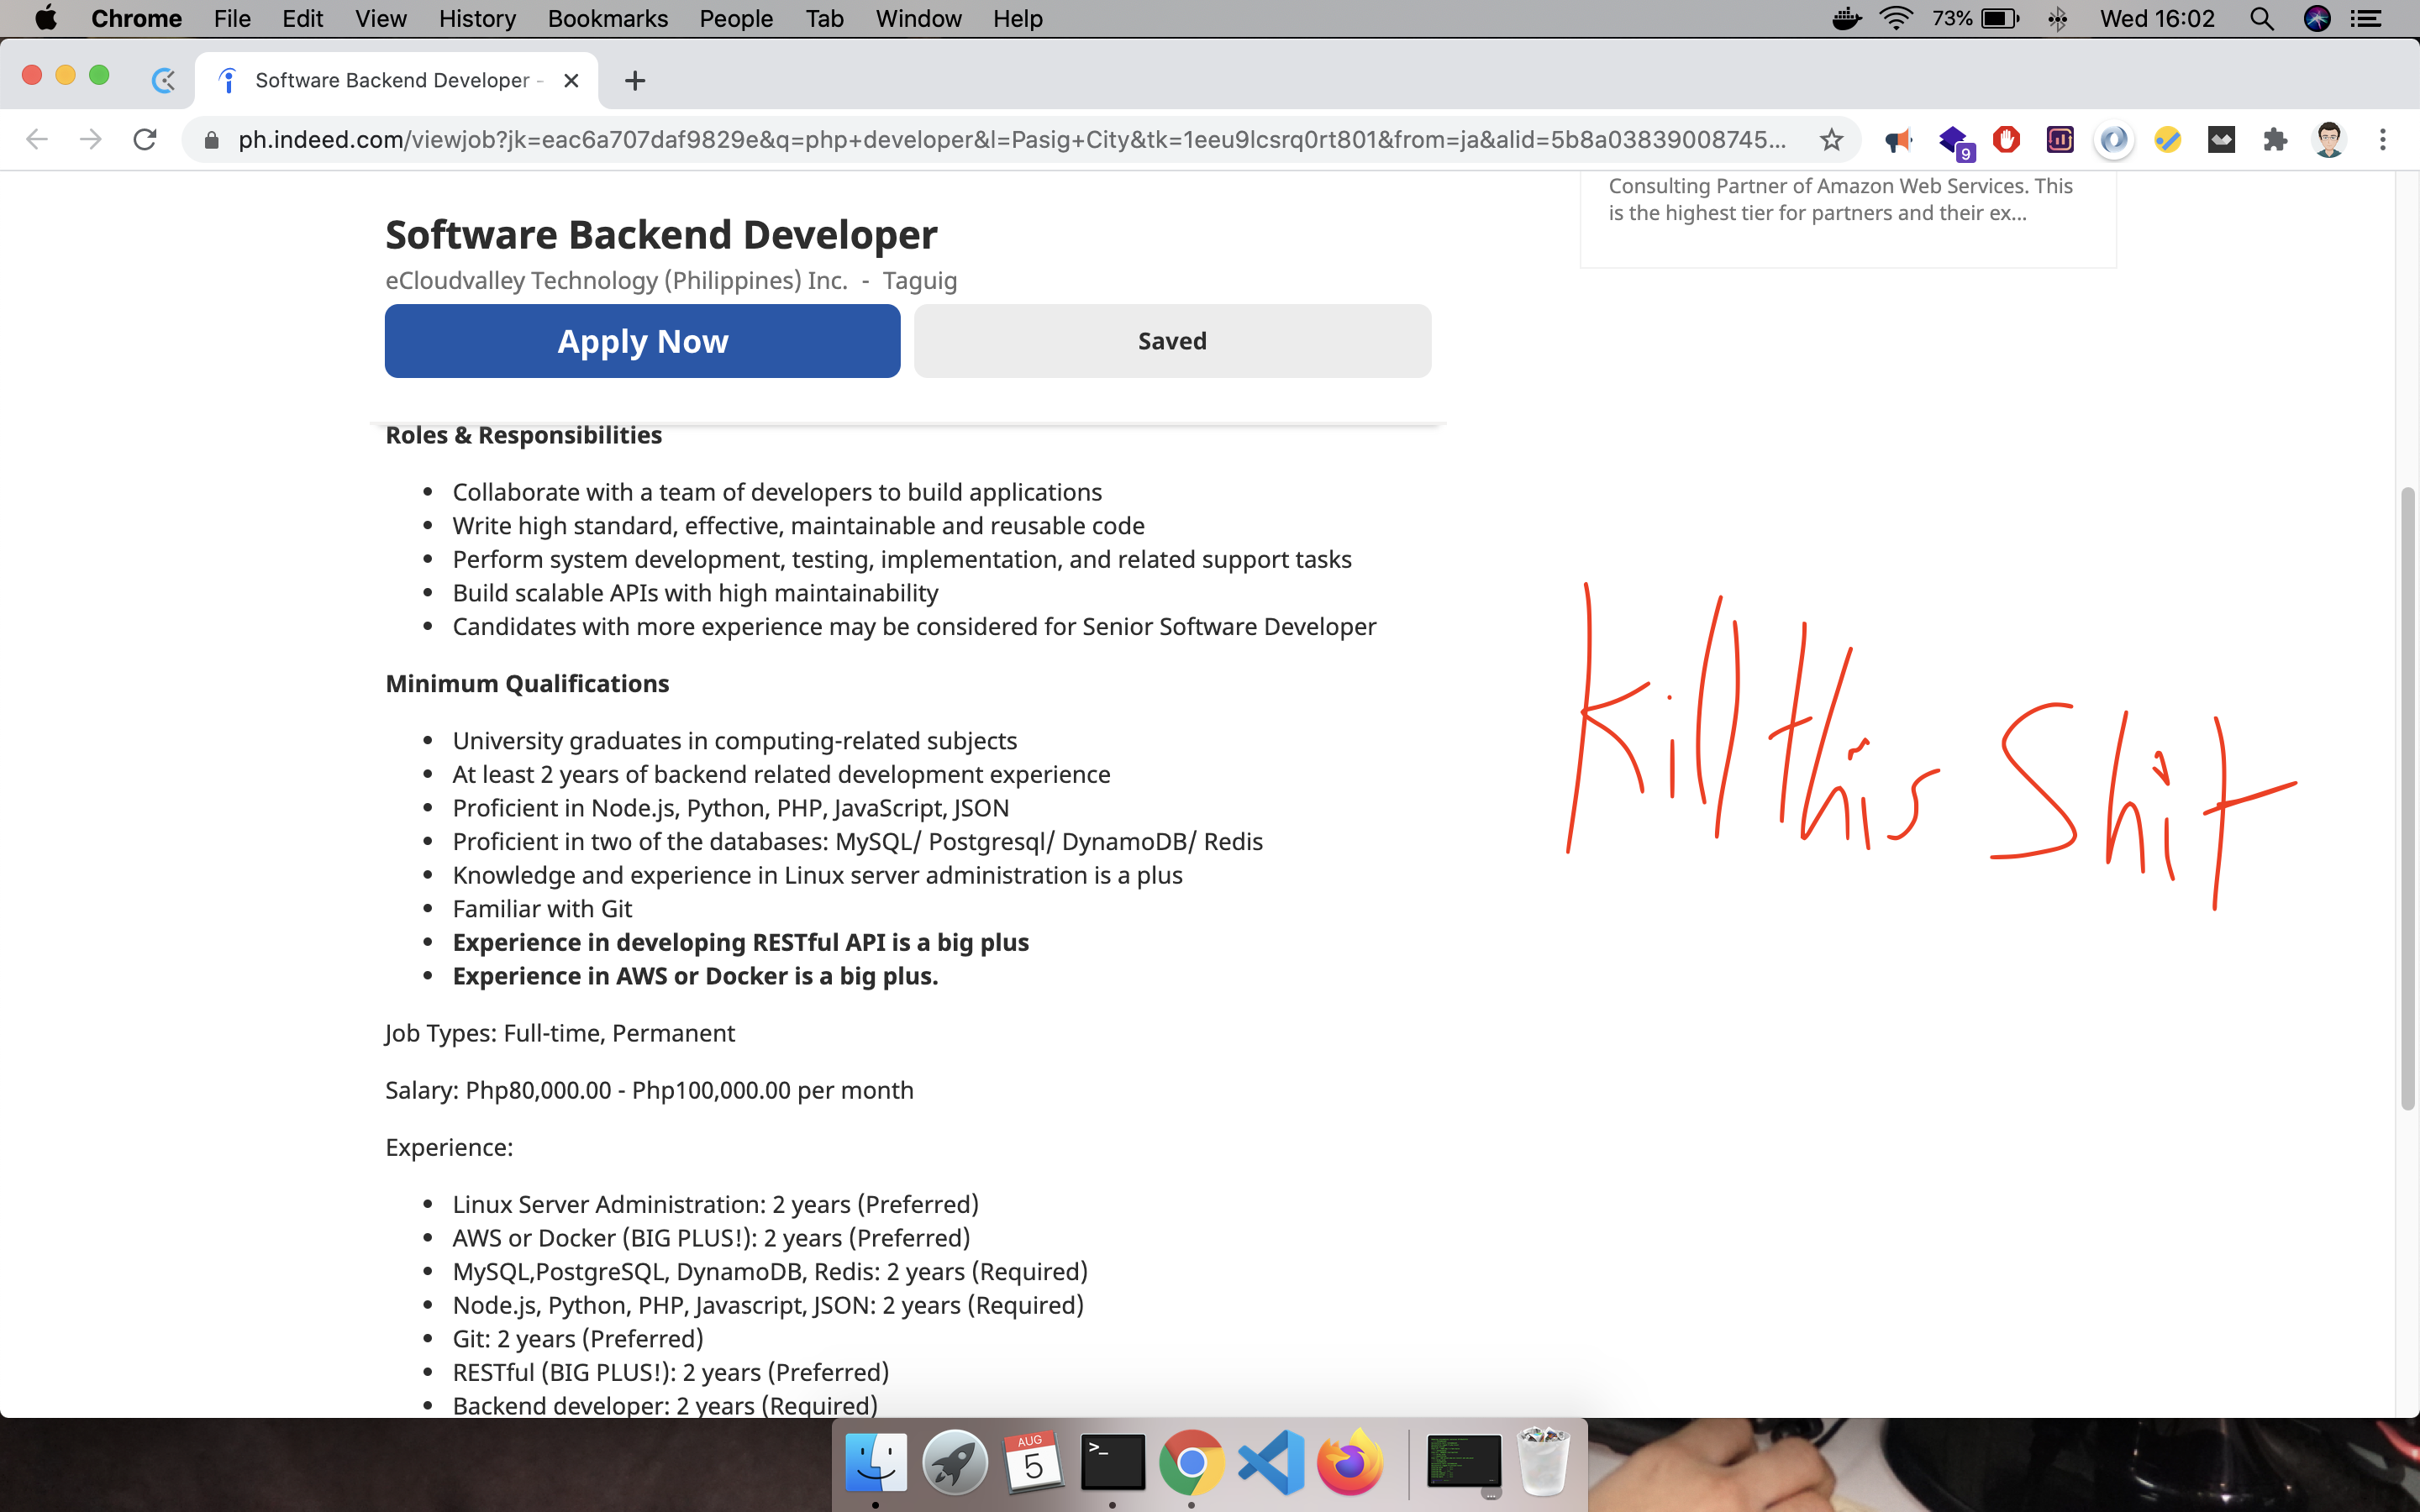 Chrome File Edit View History Bookmarks People Tab Window Help 73% Wed 16:02
Software Backend Developer -
ph.indeed.com/viewjob?jk=eac6a707daf9829e&q=php+developer&l=Pasig+City&tk=1eeu9lcsrq0rt801&from=ja&alid=5b8a03839008745... 9
Consulting Partner of Amazon Web Services. This
is the highest tier for partners and their ex...
Software Backend Developer
eCloudvalley Technology (Philippines) Inc. - Taguig
Apply Now Saved
Roles & Responsibilities
• Collaborate with a team of developers to build applications
• Write high standard, effective, maintainable and reusable code
• Perform system development, testing, implementation, and related support tasks
• Build scalable APIs with high maintainability
• Candidates with more experience may be considered for Senior Software Developer
Minimum Qualifications
• University graduates in computing-related subjects
• At least 2 years of backend related development experience
• Proficient in Node.js, Python, PHP, JavaScript, JSON
• Proficient in two of the databases: MySQL/ Postgresql/ DynamoDB/ Redis
• Knowledge and experience in Linux server administration is a plus
• Familiar with Git
• Experience in developing RESTful API is a big plus
• Experience in AWS or Docker is a big plus.
Job Types: Full-time, Permanent
Salary: Php80,000.00 - Php100,000.00 per month
Experience:
• Linux Server Administration: 2 years (Preferred)
• AWS or Docker (BIG PLUS!): 2 years (Preferred)
• MySQL,PostgreSQL, DynamoDB, Redis: 2 years (Required)
• Node.js, Python, PHP, Javascript, JSON: 2 years (Required)
• Git: 2 years (Preferred)
• RESTful (BIG PLUS!): 2 years (Preferred)
• Backend developer: 2 years (Required)
Kill this Shit
AUG
5